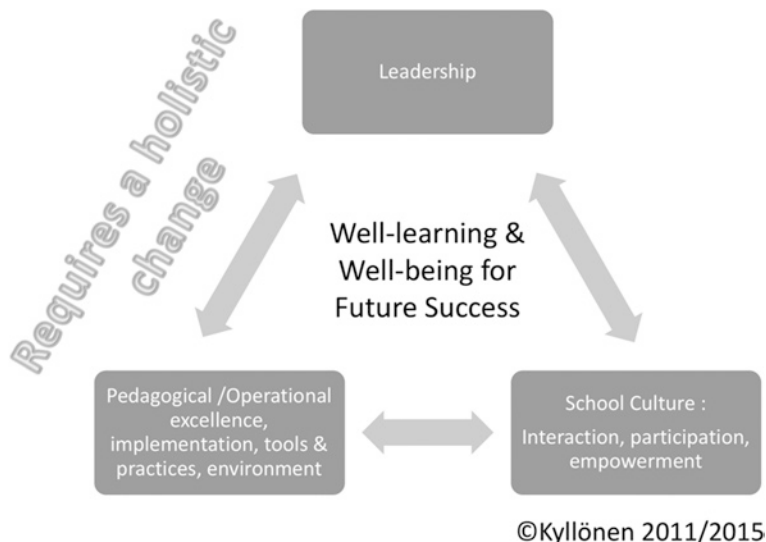 Leadership
Requires a holistic
change
Well-learning &
Well-being for
Future Success
Pedagogical /Operational
excellence,
implementation, tools &
practices, environment
School Culture :
Interaction, participation,
empowerment
©Kyllönen 2011/2015